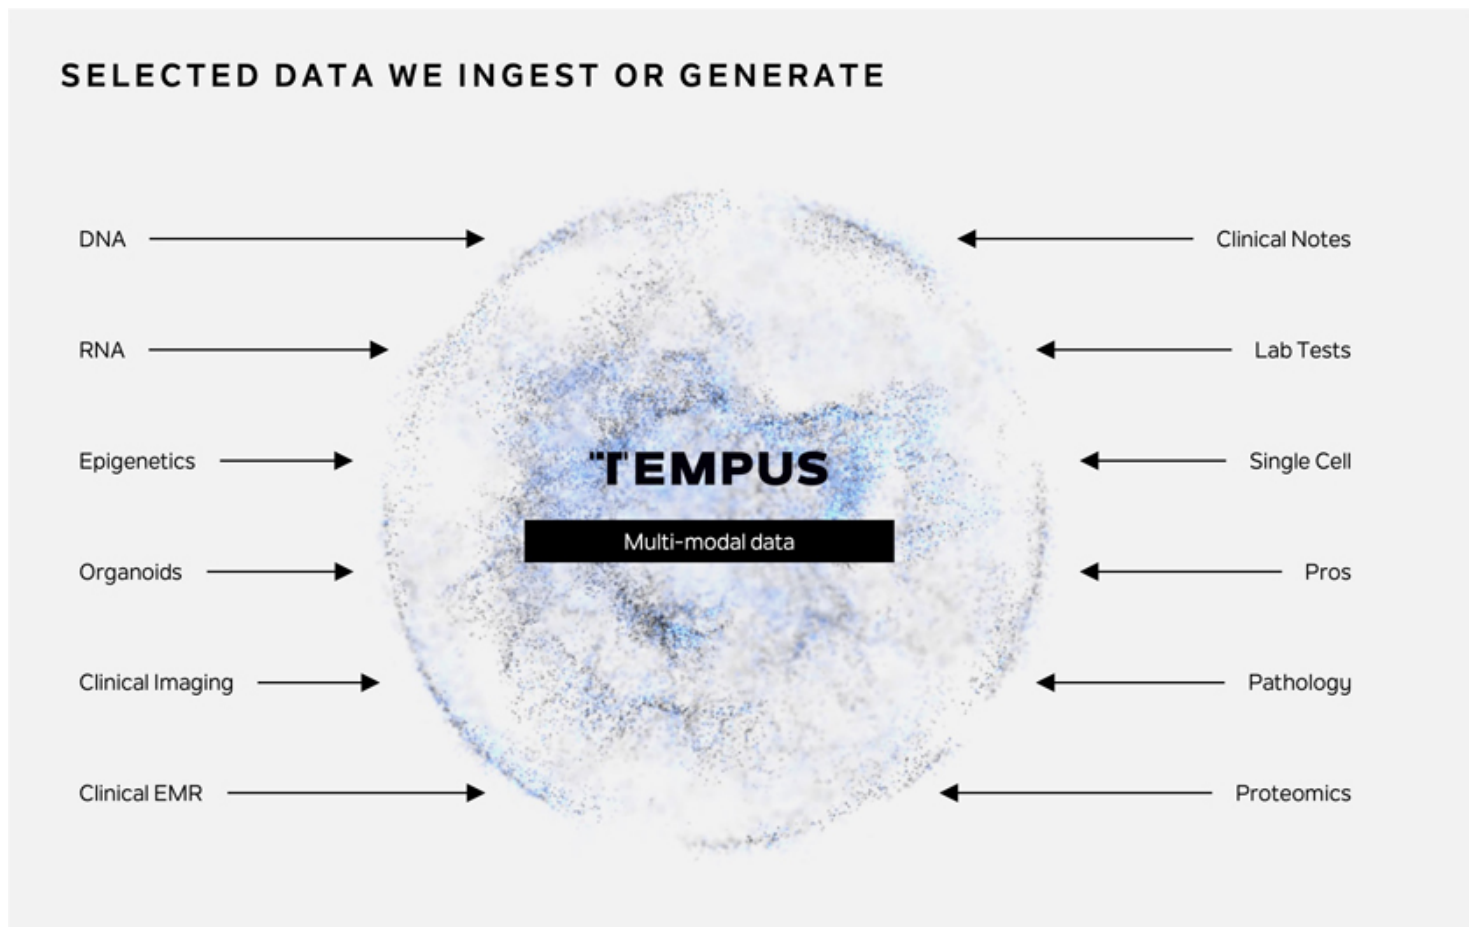 SELECTED DATA WE INGEST OR GENERATE
DNA
Clinical Notes
RNA
Lab Tests
Epigenetics
Single Cell
TEMPUS
Multi-modal data
Organoids
Pros
Clinical Imaging
Pathology
Clinical EMR
Proteomics